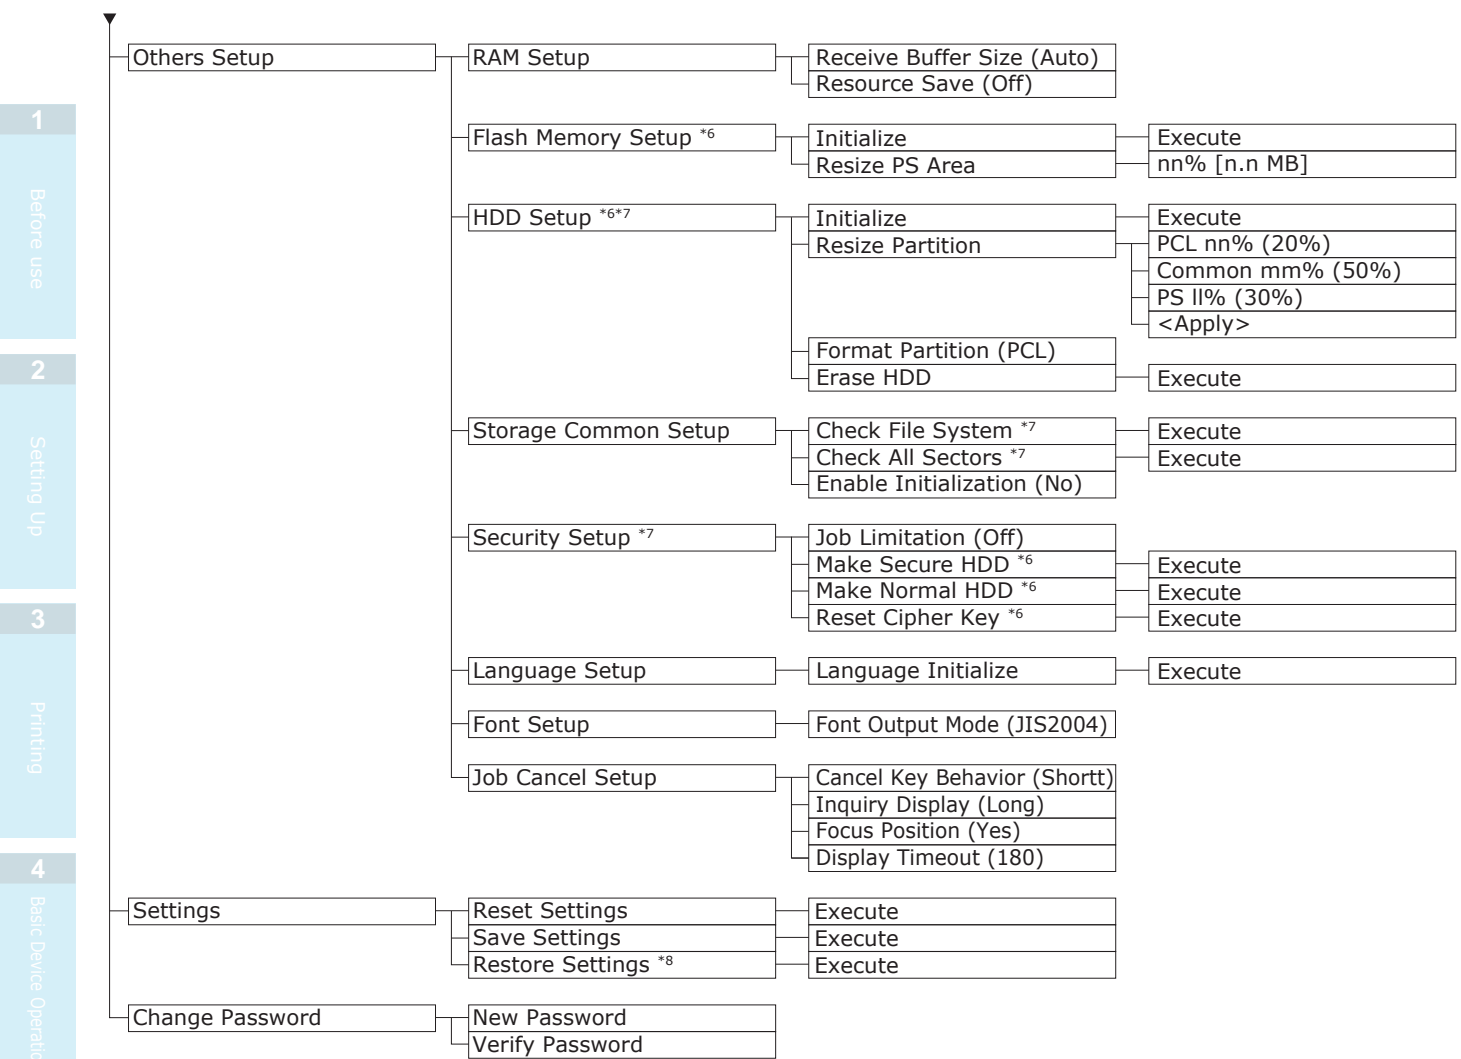 Others Setup
RAM Setup
Receive Buffer Size (Auto)
Resource Save (Off)
Flash Memory Setup *6
Initialize
Execute
Resize PS Area
nn% [n.n MB]
HDD Setup *6*7
Initialize
Execute
Resize Partition
PCL nn% (20%)
Common mm% (50%)
PS ll% (30%)
<Apply>
Format Partition (PCL)
Erase HDD
Execute
Storage Common Setup
Check File System *7
Execute
Check All Sectors *7
Execute
Enable Initialization (No)
Security Setup *7
Job Limitation (Off)
Make Secure HDD *6
Execute
Make Normal HDD *6
Execute
Reset Cipher Key *6
Execute
Language Setup
Language Initialize
Execute
Font Setup
Font Output Mode (JIS2004)
Job Cancel Setup
Cancel Key Behavior (Shortt)
Inquiry Display (Long)
Focus Position (Yes)
Display Timeout (180)
Settings
Reset Settings
Execute
Save Settings
Execute
Restore Settings *8
Execute
Change Password
New Password
Verify Password
1
Before use
2
Setting Up
3
Printing
4
Basic Device Operatio